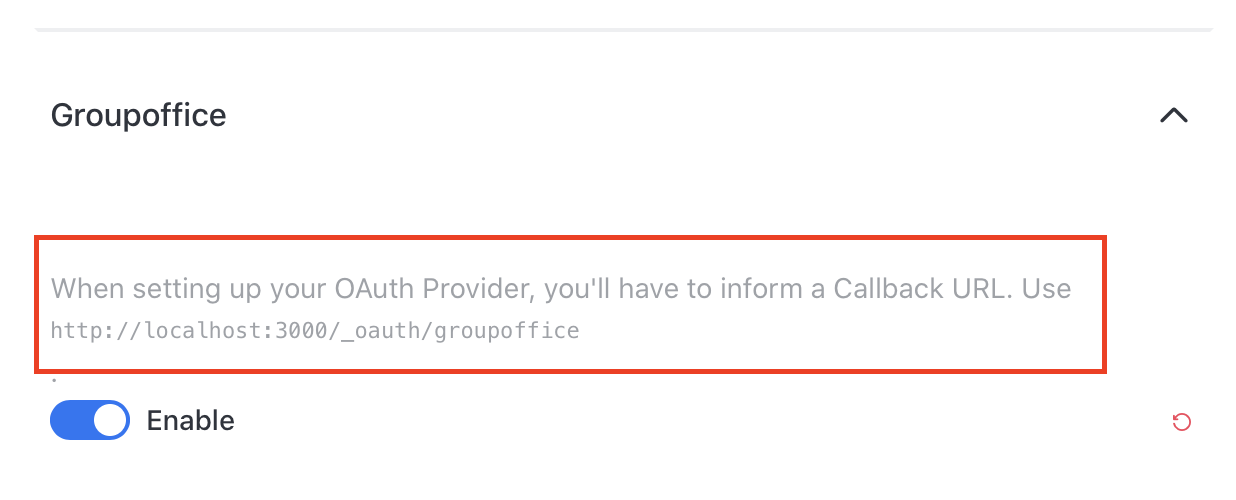 Groupoffice
When setting up your OAuth Provider, you'll have to inform a Callback URL. Use
http://localhost:3000/_oauth/groupoffice
.
Enable